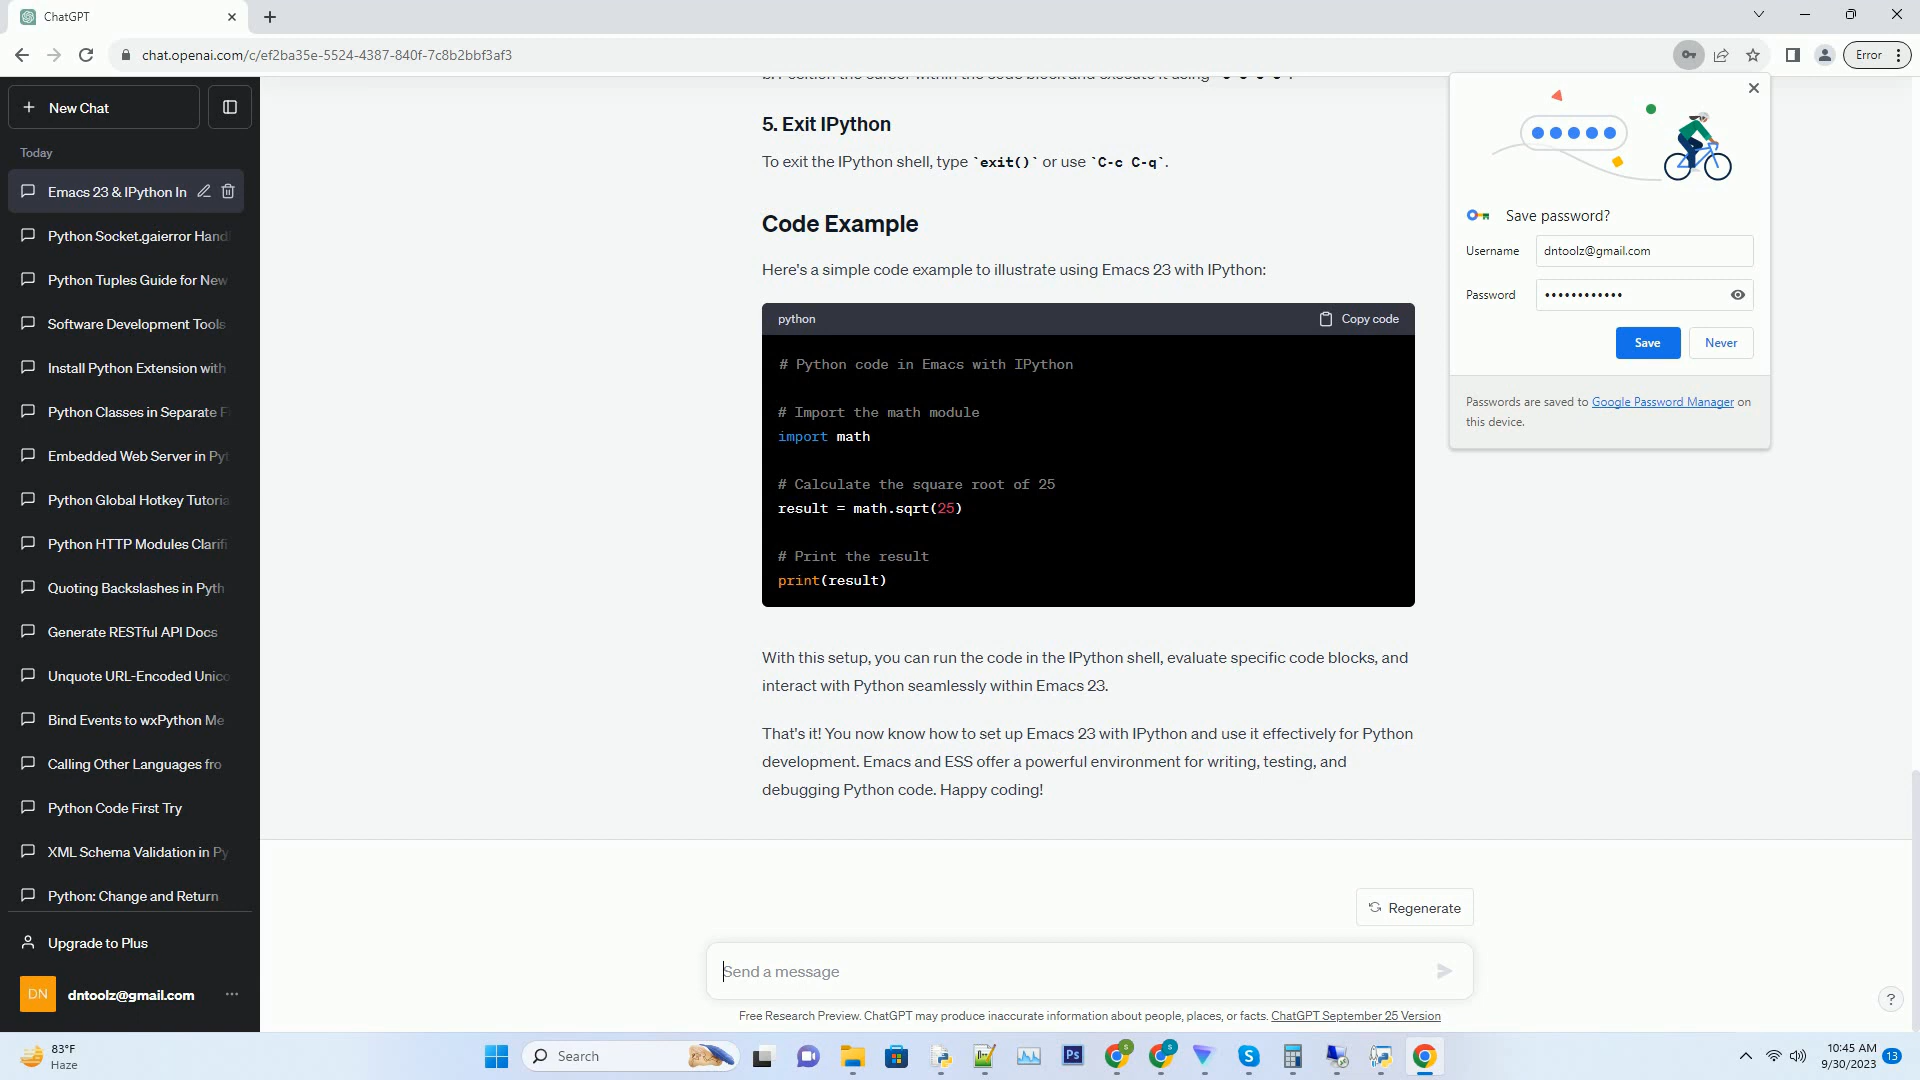 ChatGPT
chat.openai.com/c/ef2ba35e-5524-4387-840f-7c8b2bbf3af3
Error
New Chat
Today
Emacs 23 & IPython In
Python Socket.gaierror Hand
Python Tuples Guide for New
Software Development Tools
Install Python Extension with
Python Classes in Separate F
Embedded Web Server in Pyt
Python Global Hotkey Tutoria
Python HTTP Modules Clarifi
Quoting Backslashes in Pyth
Generate RESTful API Docs
Unquote URL-Encoded Unico
Bind Events to wxPython Me
Calling Other Languages fro
Python Code First Try
XML Schema Validation in Py
Python: Change and Return
Upgrade to Plus
DN
dntoolz@gmail.com
5. Exit IPython
To exit the IPython shell, type `exit()` or use `C-c C-q`.
Code Example
Here's a simple code example to illustrate using Emacs 23 with IPython:
python
Copy code
# Python code in Emacs with IPython
# Import the math module
import math
# Calculate the square root of 25
result = math.sqrt(25)
# Print the result
print(result)
With this setup, you can run the code in the IPython shell, evaluate specific code blocks, and
interact with Python seamlessly within Emacs 23.
That's it! You now know how to set up Emacs 23 with IPython and use it effectively for Python
development. Emacs and ESS offer a powerful environment for writing, testing, and
debugging Python code. Happy coding!
Regenerate
Send a message
Free Research Preview. ChatGPT may produce inaccurate information about people, places, or facts. ChatGPT September 25 Version
?
Save password?
Username
dntoolz@gmail.com
Password
••••••••••••
Save
Never
Passwords are saved to Google Password Manager on
this device.
83°F
Haze
Search
Ps
10:45 AM
9/30/2023
13